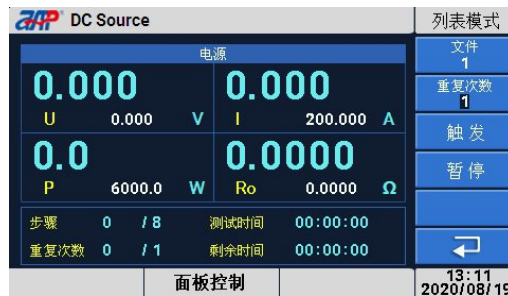 ZAP DC Source
列表模式
电源
0.000
U 0.000 V
0.000
I 200.000 A
0.0
P 6000.0 W
0.0000
Ro 0.0000 Ω
步骤 0 / 8 测试时间 00:00:00
重复次数 0 / 1 剩余时间 00:00:00
文件
1
重复次数
1
触发
暂停
面板控制
13:11
2020/08/19